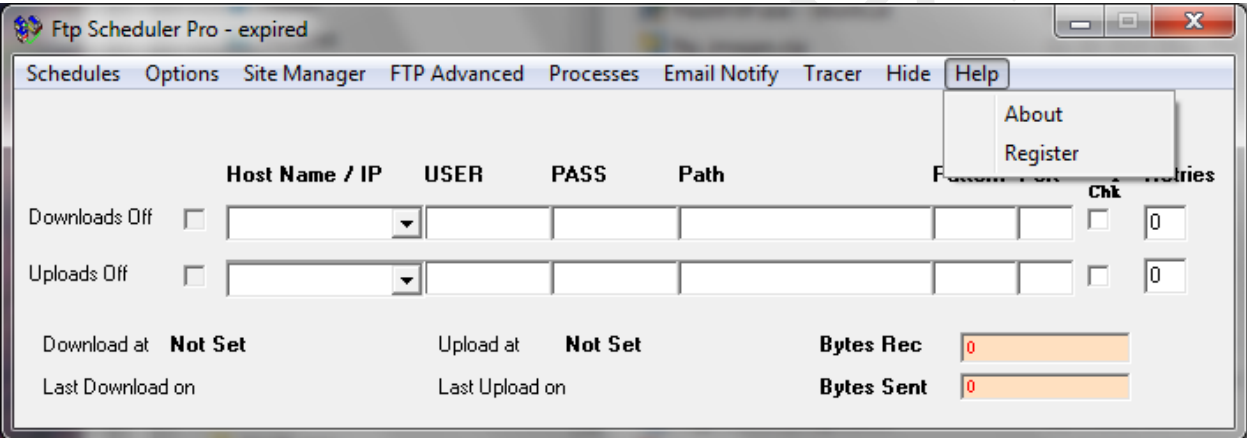 Ftp Scheduler Pro - expired
Schedules Options Site Manager FTP Advanced Processes Email Notify Tracer Hide Help
About
Register
Host Name / IP USER PASS Path
Chk
Downloads Off 0
Uploads Off 0
Download at Not Set Upload at Not Set Bytes Rec 0
Last Download on Last Upload on Bytes Sent 0